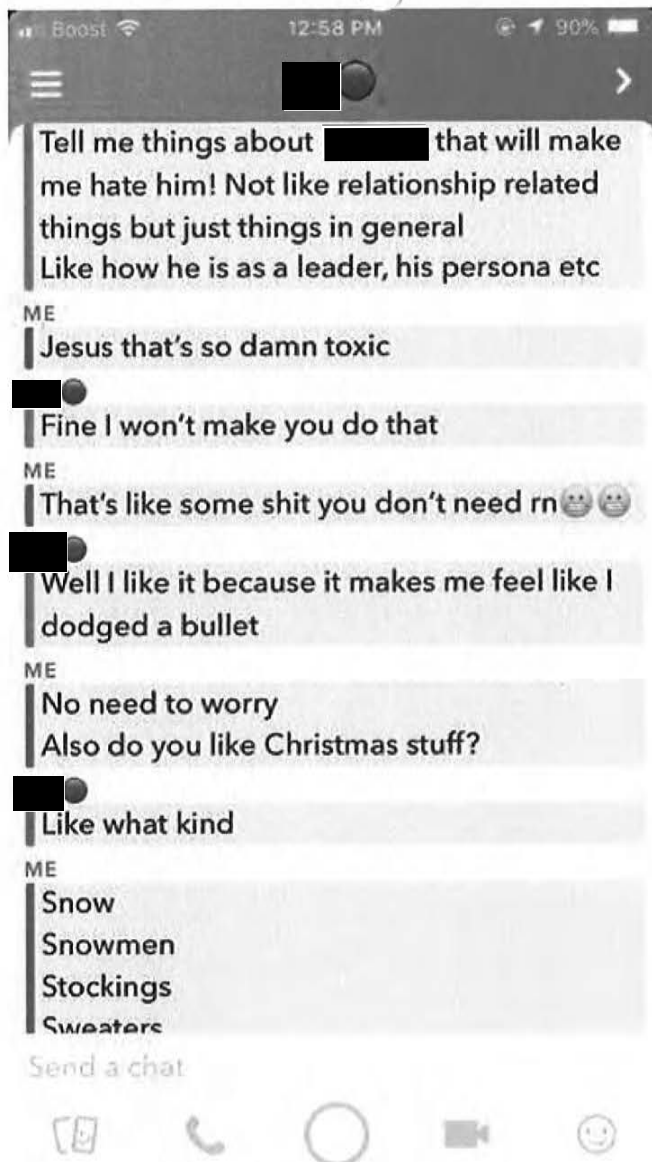 Boost 12:58 PM 90%
Tell me things about that will make
me hate him! Not like relationship related
things but just things in general
Like how he is as a leader, his persona etc
ME
Jesus that's so damn toxic
Fine I won't make you do that
ME
That's like some shit you don't need rn😬😬
Well I like it because it makes me feel like I
dodged a bullet
ME
No need to worry
Also do you like Christmas stuff?
Like what kind
ME
Snow
Snowmen
Stockings
Sweaters
Send a chat